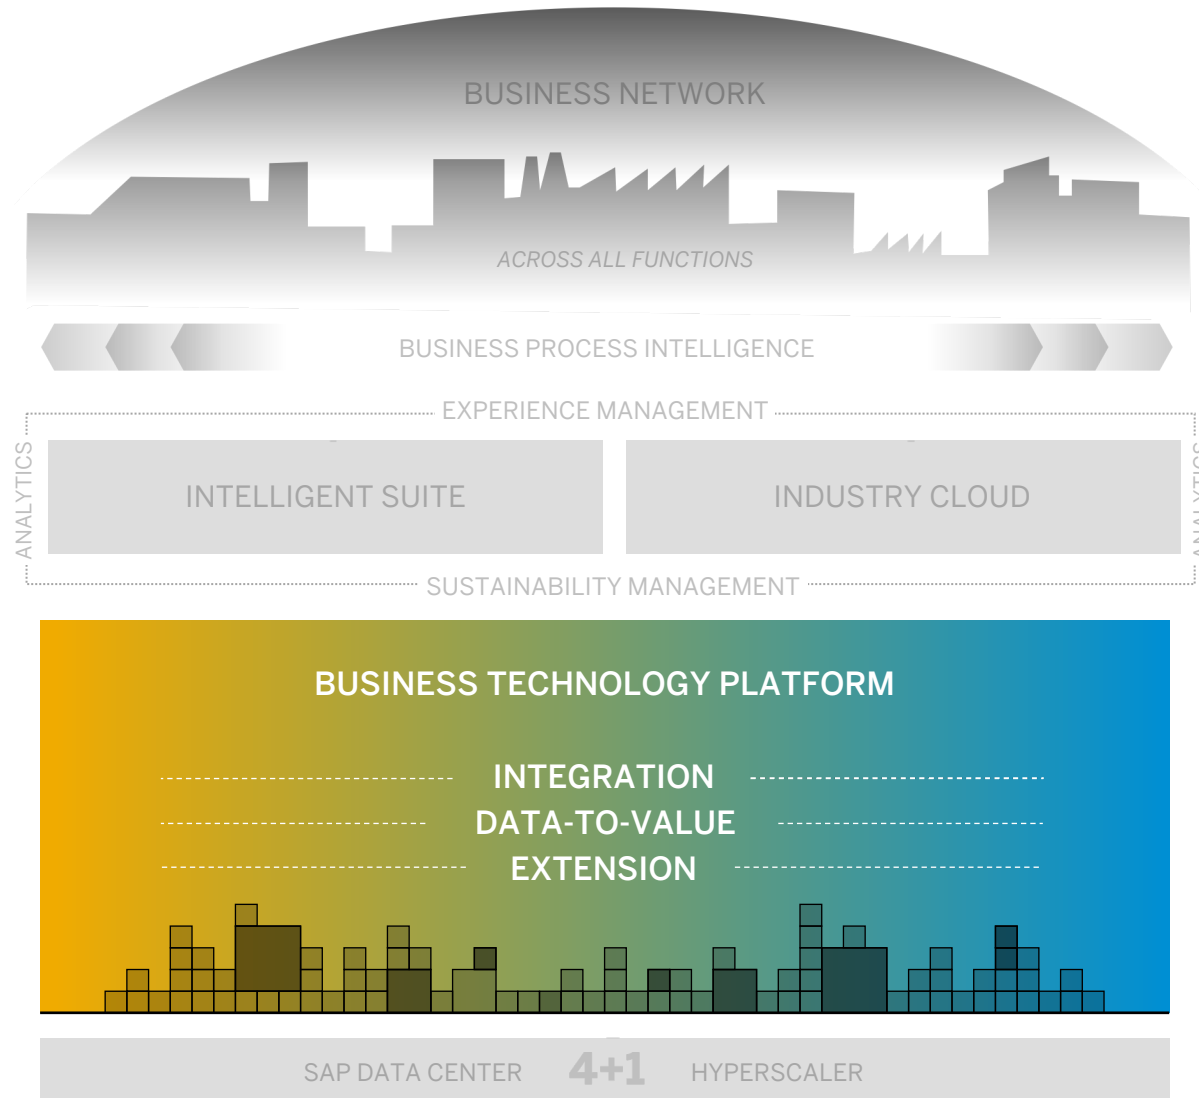 BUSINESS NETWORK
ACROSS ALL FUNCTIONS
BUSINESS PROCESS INTELLIGENCE
EXPERIENCE MANAGEMENT
ANALYTICS
INTELLIGENT SUITE
INDUSTRY CLOUD
ANALYTICS
SUSTAINABILITY MANAGEMENT
BUSINESS TECHNOLOGY PLATFORM
INTEGRATION
DATA-TO-VALUE
EXTENSION
SAP DATA CENTER 4+1 HYPERSCALER